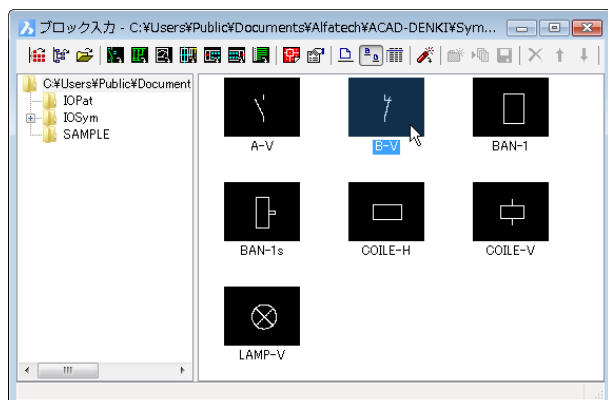 ブロック入力 - C:¥Users¥Public¥Documents¥Alfatech¥ACAD-DENKI¥Sym...
C:¥Users¥Public¥Document
IOPat
IOSym
SAMPLE
A-V
B-V
BAN-1
BAN-1s
COILE-H
COILE-V
LAMP-V